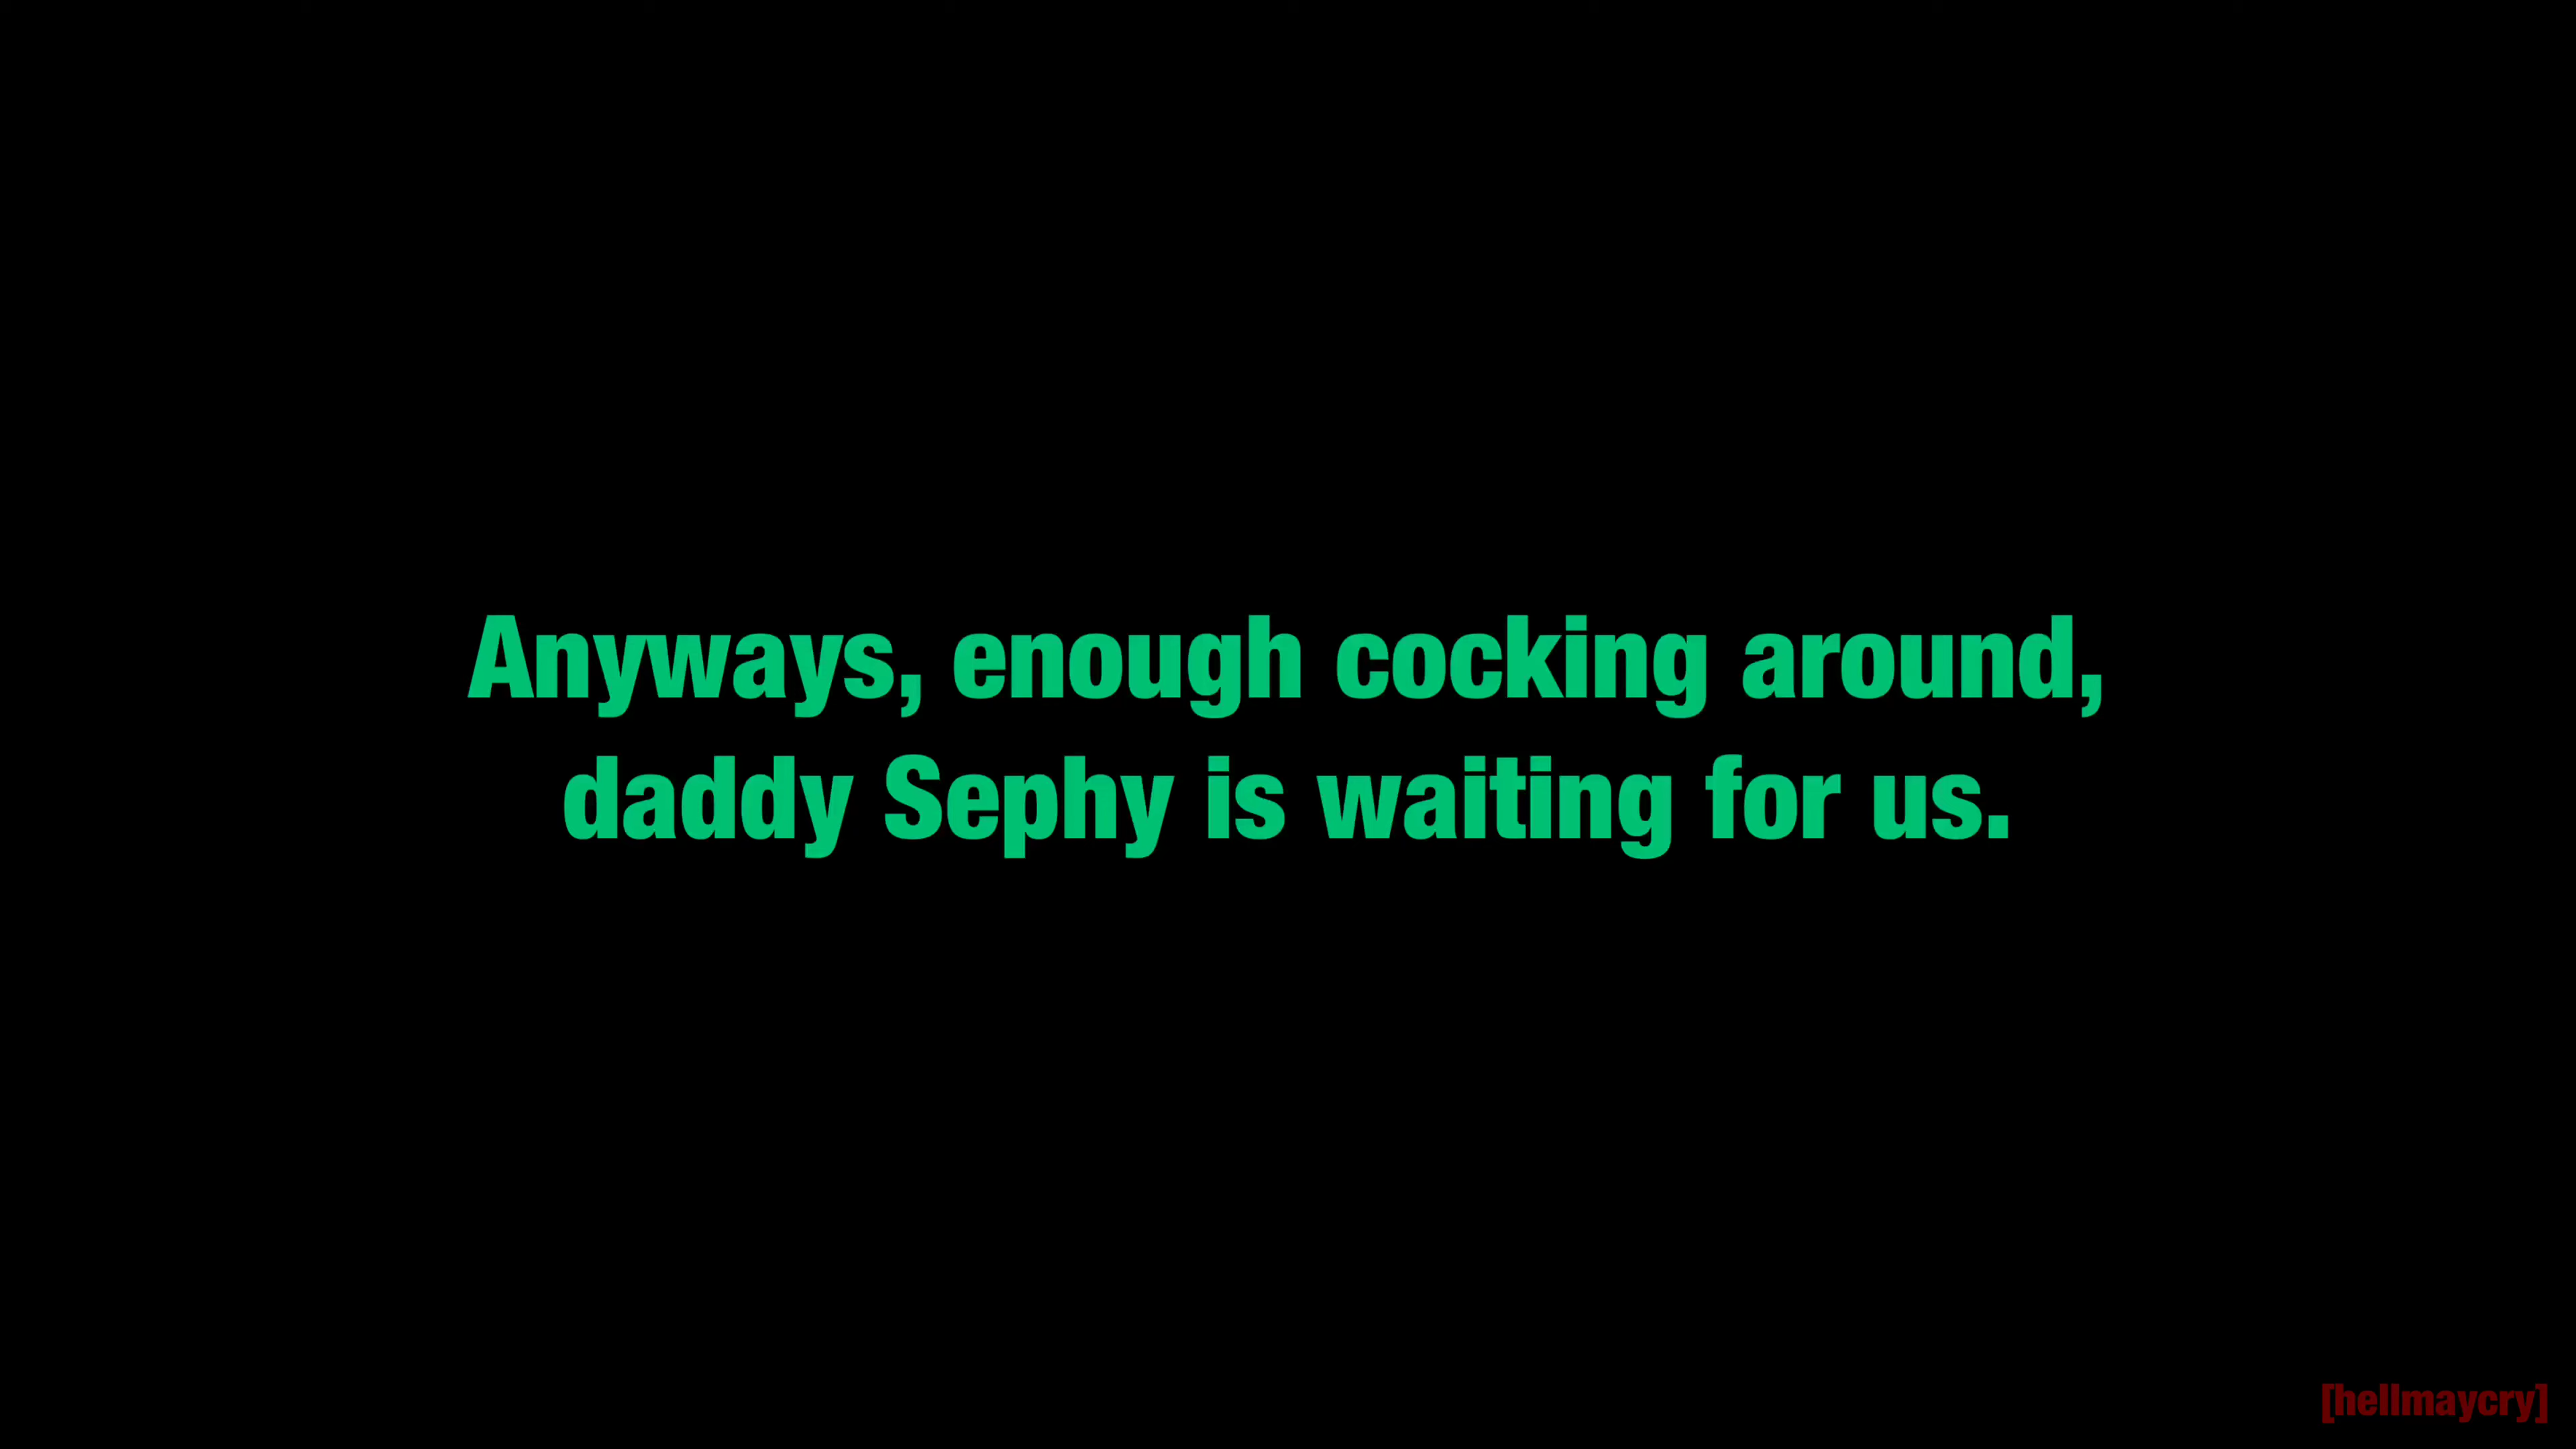 Anyways, enough cocking around,
daddy Sephy is waiting for us.
[hellmaycry]